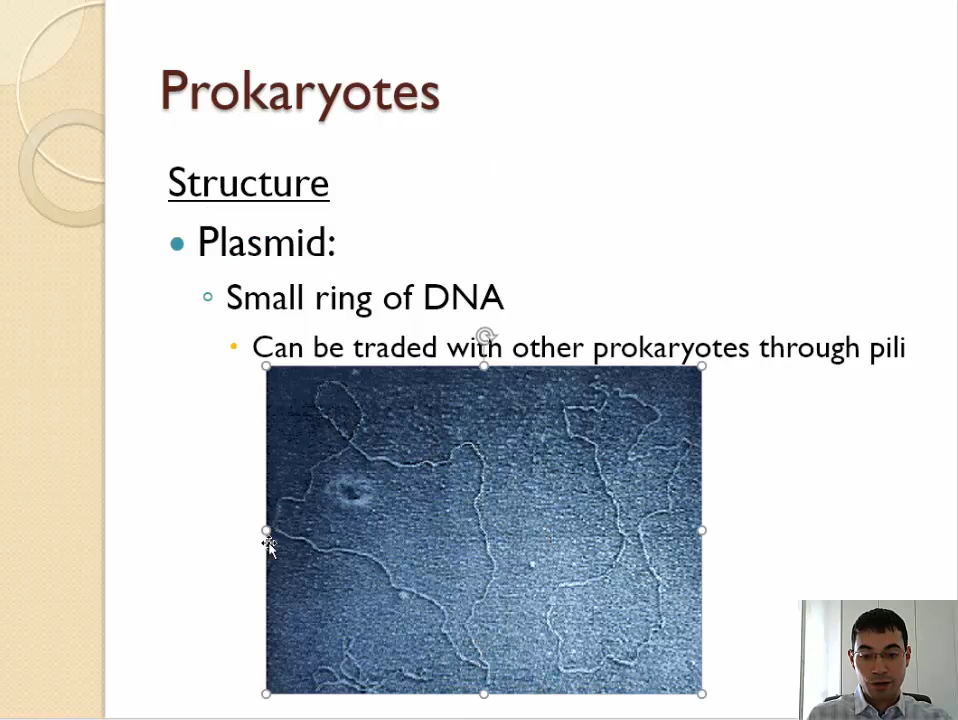 Prokaryotes
Structure
Plasmid:
Small ring of DNA
Can be traded with other prokaryotes through pili